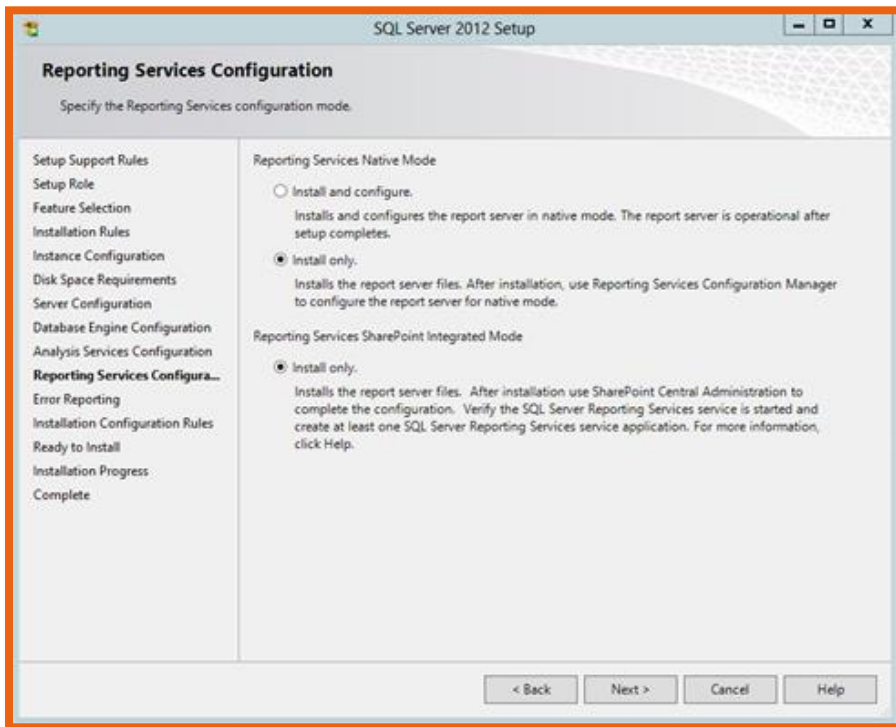 SQL Server 2012 Setup
Reporting Services Configuration
Specify the Reporting Services configuration mode.
Setup Support Rules
Setup Role
Feature Selection
Installation Rules
Instance Configuration
Disk Space Requirements
Server Configuration
Database Engine Configuration
Analysis Services Configuration
Reporting Services Configura...
Error Reporting
Installation Configuration Rules
Ready to Install
Installation Progress
Complete
Reporting Services Native Mode
Install and configure.
Installs and configures the report server in native mode. The report server is operational after
setup completes.
Install only.
Installs the report server files. After installation, use Reporting Services Configuration Manager
to configure the report server for native mode.
Reporting Services SharePoint Integrated Mode
Install only.
Installs the report server files. After installation use SharePoint Central Administration to
complete the configuration. Verify the SQL Server Reporting Services service is started and
create at least one SQL Server Reporting Services service application. For more information,
click Help.
< Back
Next >
Cancel
Help